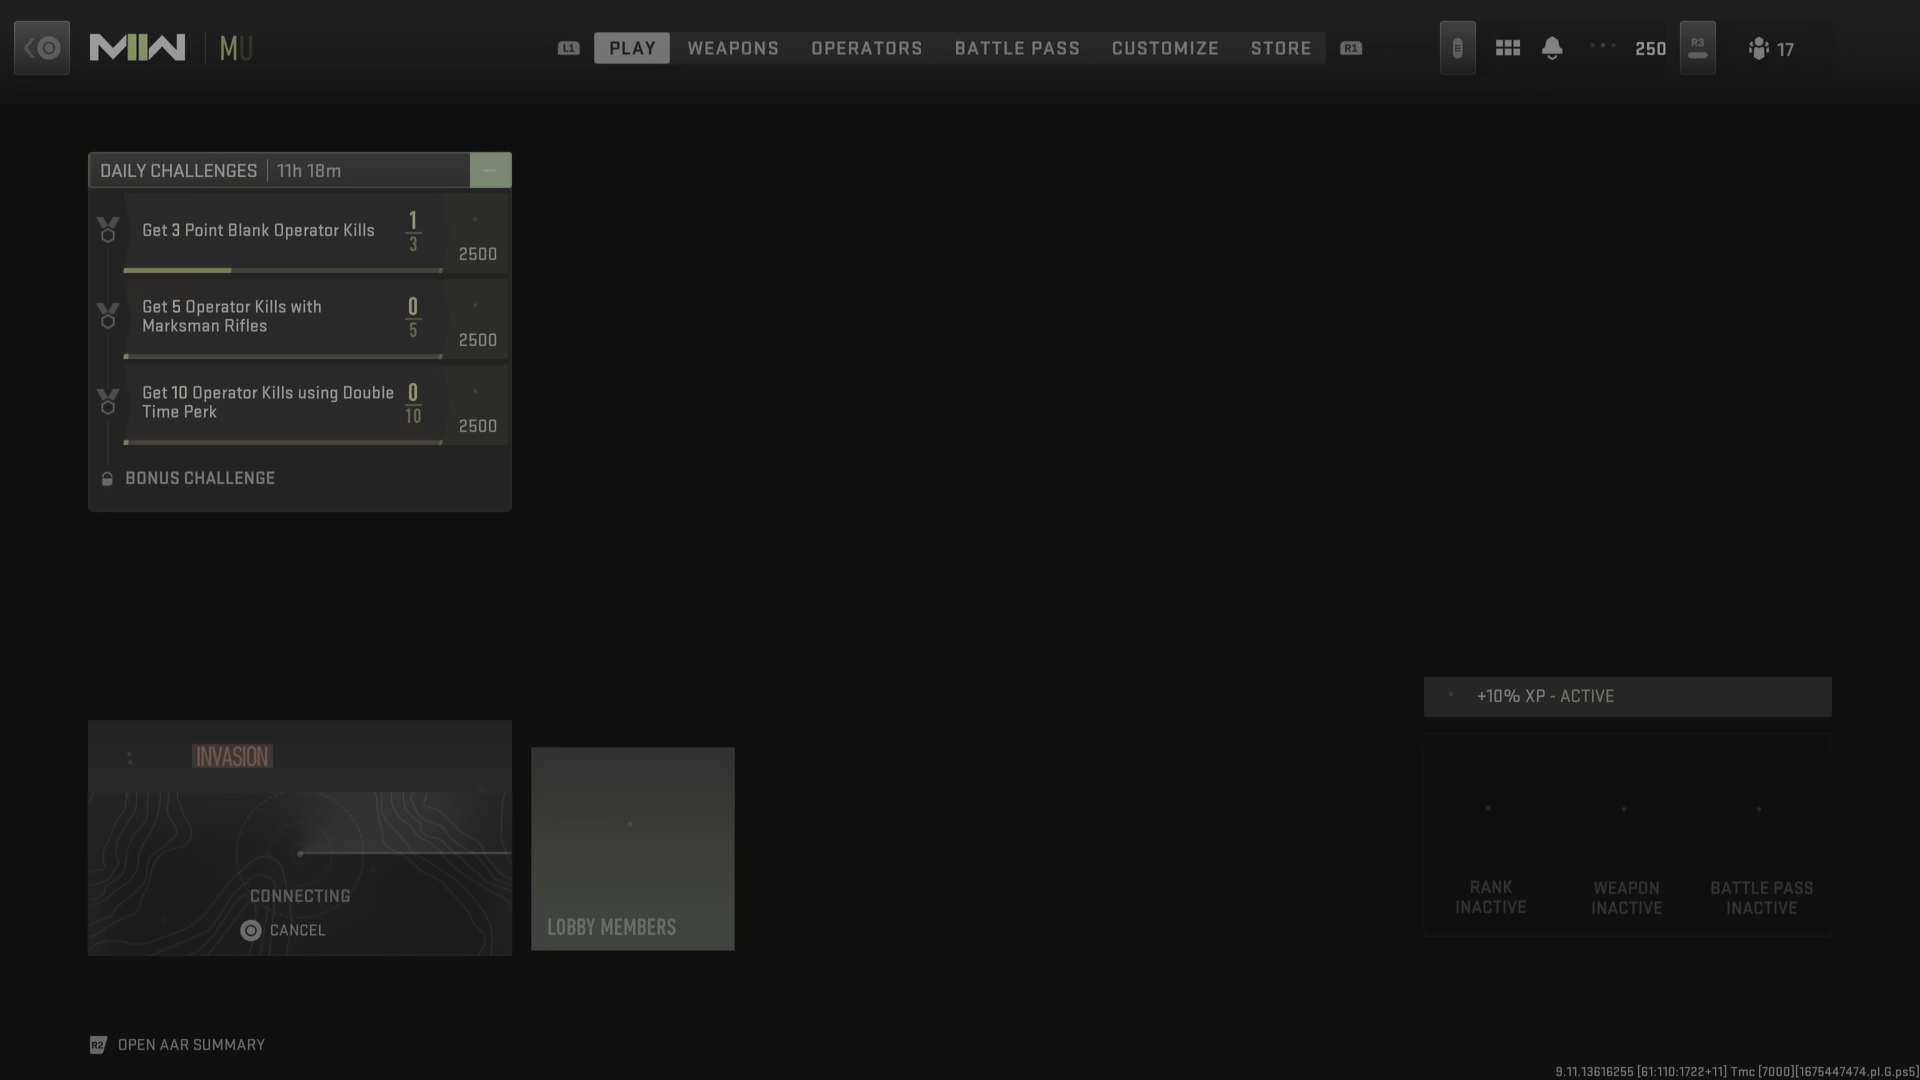 MWII MU
L1 PLAY WEAPONS OPERATORS BATTLE PASS CUSTOMIZE STORE R1
250 R3 17
DAILY CHALLENGES 11h 18m
Get 3 Point Blank Operator Kills
1
3
2500
Get 5 Operator Kills with
Marksman Rifles
0
5
2500
Get 10 Operator Kills using Double
Time Perk
0
10
2500
BONUS CHALLENGE
+10% XP - ACTIVE
INVASION
CONNECTING
CANCEL
LOBBY MEMBERS
RANK
INACTIVE
WEAPON
INACTIVE
BATTLE PASS
INACTIVE
R2 OPEN AAR SUMMARY
9.11.13616255 [61:110:1722+11] Tmc [7000][1675447474.pl.G.ps5]